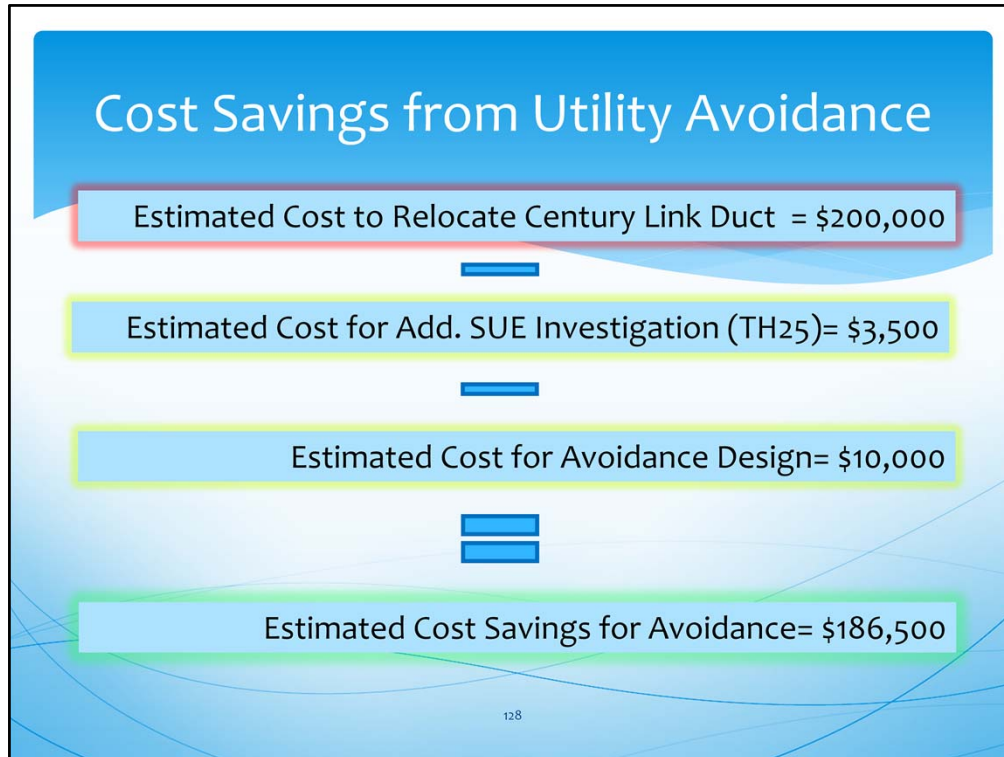 Cost Savings from Utility Avoidance
Estimated Cost to Relocate Century Link Duct = $200,000
Estimated Cost for Add. SUE Investigation (TH25)= $3,500
Estimated Cost for Avoidance Design= $10,000
Estimated Cost Savings for Avoidance= $186,500
128